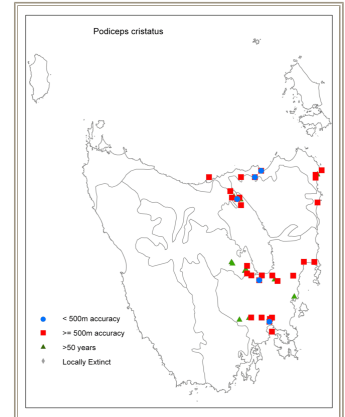 Podiceps cristatus
< 500m accuracy
>= 500m accuracy
>50 years
Locally Extinct